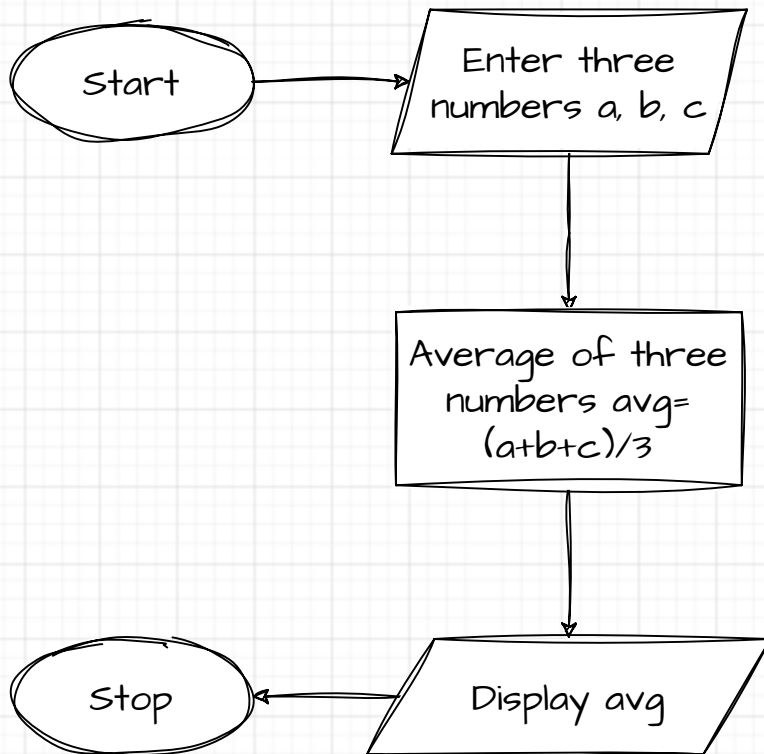 Start
Enter three
numbers a, b, c
Average of three
numbers avg=
(a+b+c)/3
Display avg
Stop